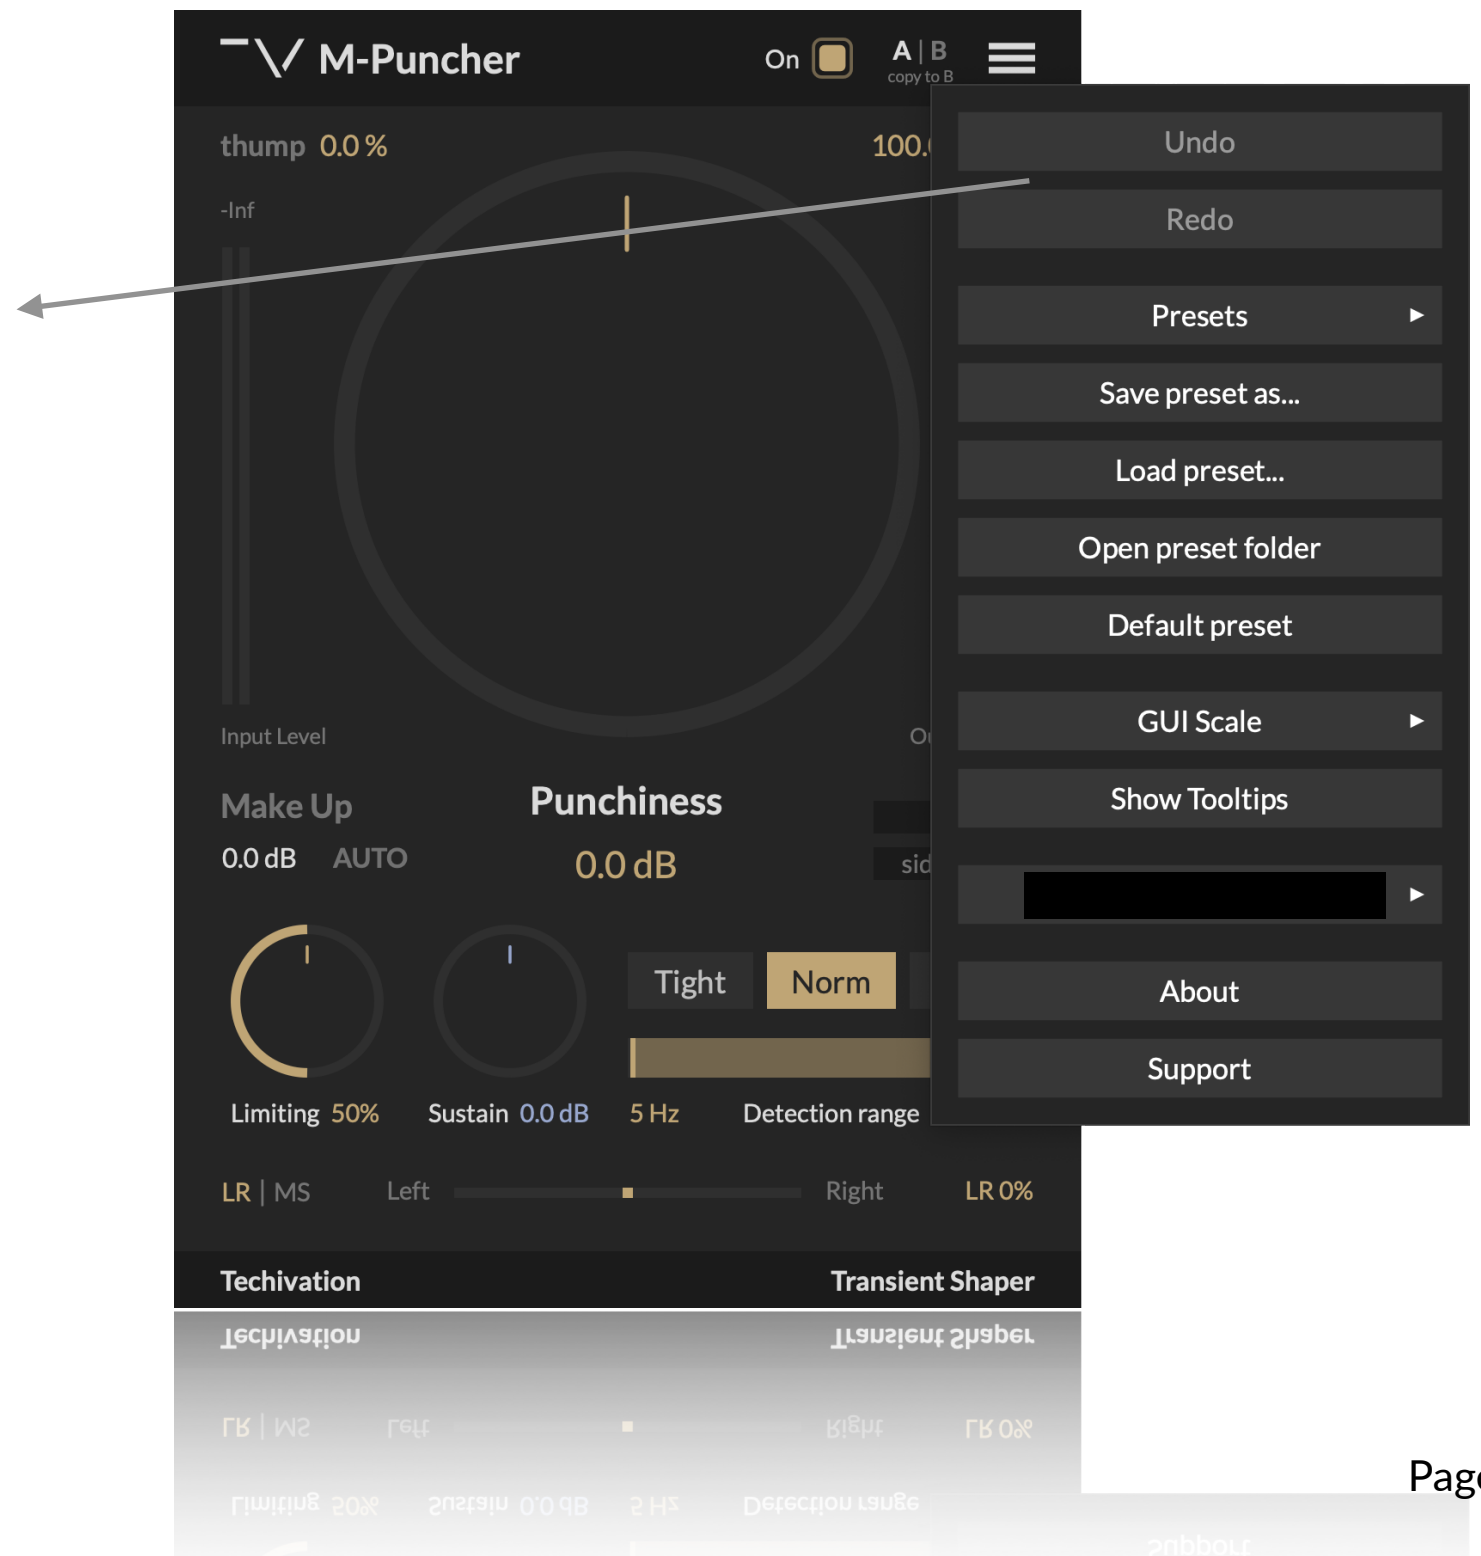 M-Puncher
On
A | B
copy to B
thump 0.0 %
-Inf
Input Level
Make Up
0.0 dB AUTO
Punchiness
0.0 dB
Tight Norm
Limiting 50%
Sustain 0.0 dB
5 Hz
Detection range
LR | MS
Left
Right
LR 0%
Techivation
Transient Shaper
Undo
Redo
Presets
Save preset as...
Load preset...
Open preset folder
Default preset
GUI Scale
Show Tooltips
About
Support